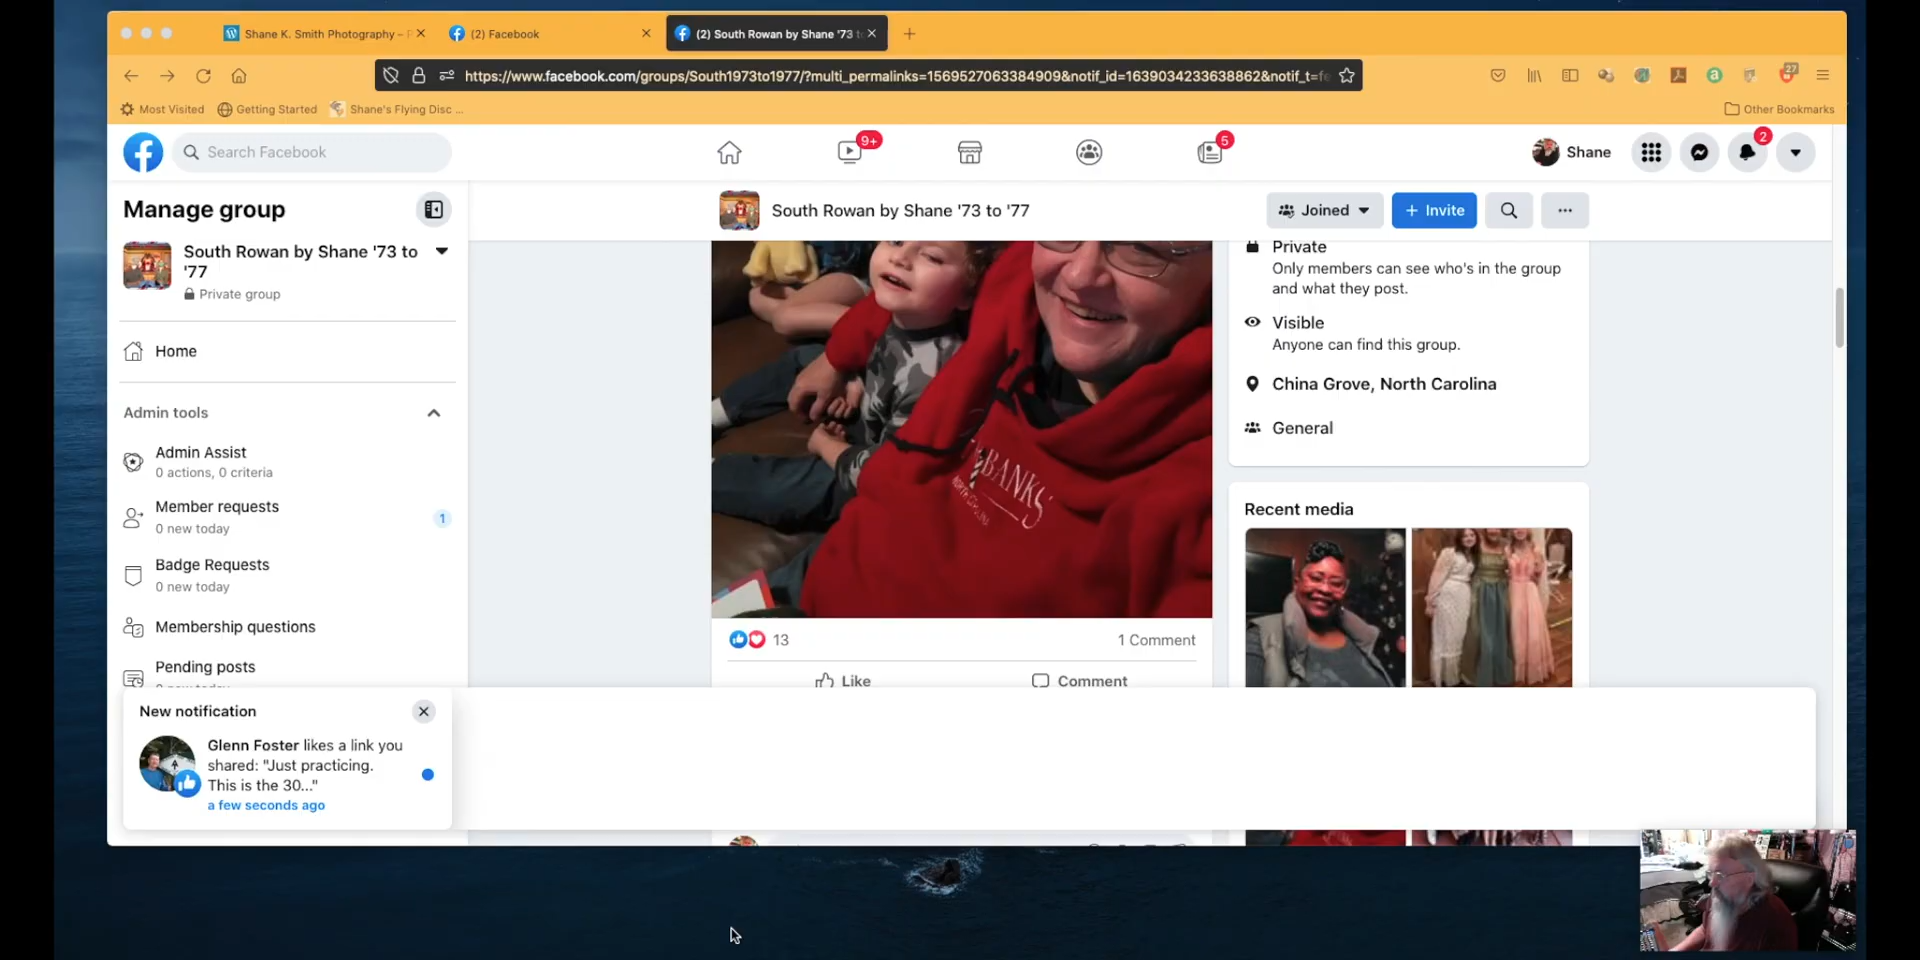 Shane K. Smith Photography –
(2) Facebook
(2) South Rowan by Shane '73
https://www.facebook.com/groups/South1973to1977/?multi_permalinks=1569527063384909&notif_id=1639034233638862&notif_t=
27
Most Visited
Getting Started
Shane's Flying Disc ...
Other Bookmarks
Search Facebook
9+
5
Shane
2
Manage group
South Rowan by Shane '73 to '77
Joined
+ Invite
South Rowan by Shane '73 to
'77
Private group
Home
Admin tools
Admin Assist
0 actions, 0 criteria
Member requests
0 new today
1
Badge Requests
0 new today
Membership questions
Pending posts
0 new today
New notification
Glenn Foster likes a link you
shared: "Just practicing.
This is the 30..."
a few seconds ago
BANKS
NORTH CAROLINA
13
1 Comment
Like
Comment
Private
Only members can see who's in the group
and what they post.
Visible
Anyone can find this group.
China Grove, North Carolina
General
Recent media